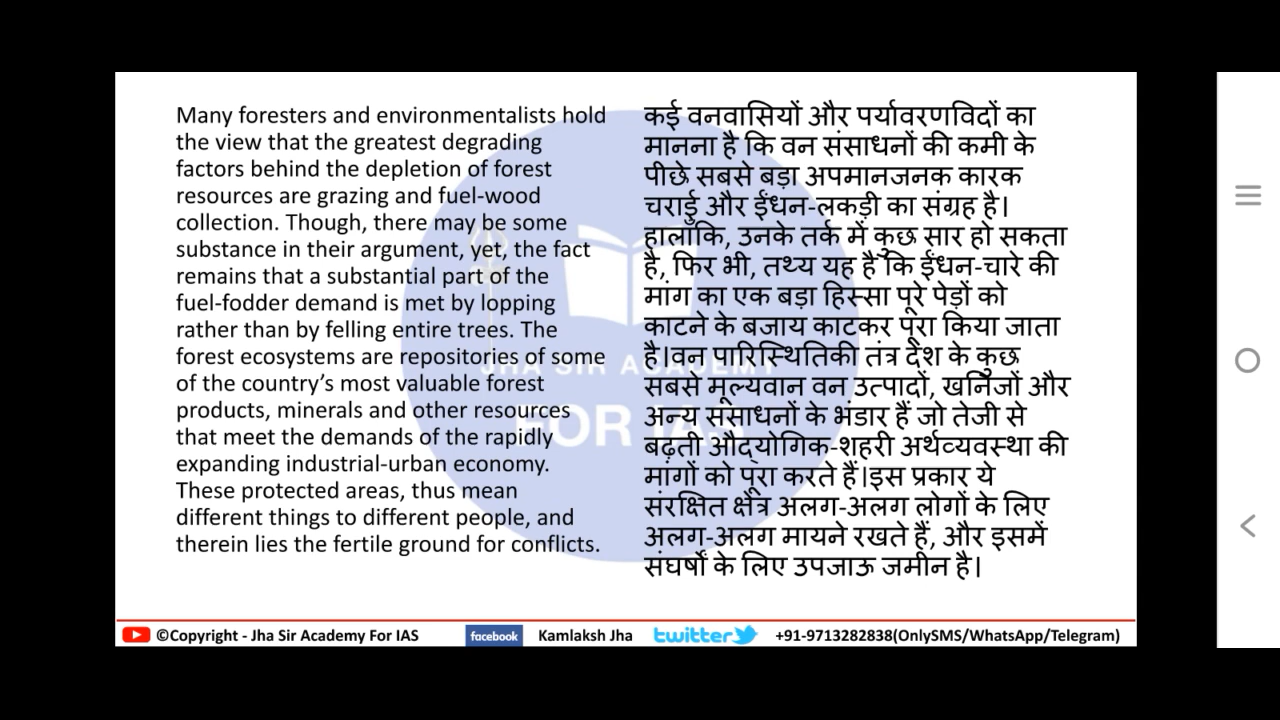 Many foresters and environmentalists hold
the view that the greatest degrading
factors behind the depletion of forest
resources are grazing and fuel-wood
collection. Though, there may be some
substance in their argument, yet, the fact
remains that a substantial part of the
fuel-fodder demand is met by lopping
rather than by felling entire trees. The
forest ecosystems are repositories of some
of the country's most valuable forest
products, minerals and other resources
that meet the demands of the rapidly
expanding industrial-urban economy.
These protected areas, thus mean
different things to different people, and
therein lies the fertile ground for conflicts.
कई वनवासियों और पर्यावरणविदों का
मानना है कि वन संसाधनों की कमी के
पीछे सबसे बड़ा अपमानजनक कारक
चराई और ईंधन-लकड़ी का संग्रह है।
हालांकि, उनके तर्क में कुछ सार हो सकता
है, फिर भी, तथ्य यह है कि ईंधन-चारे की
मांग का एक बड़ा हिस्सा पूरे पेड़ों को
काटने के बजाय काटकर पूरा किया जाता
है।वन पारिस्थितिकी तंत्र देश के कुछ
सबसे मूल्यवान वन उत्पादों, खनिजों और
अन्य संसाधनों के भंडार हैं जो तेजी से
बढ़ती औद्योगिक-शहरी अर्थव्यवस्था की
मांगों को पूरा करते हैं।इस प्रकार ये
संरक्षित क्षेत्र अलग-अलग लोगों के लिए
अलग-अलग मायने रखते हैं, और इसमें
संघर्षों के लिए उपजाऊ जमीन है।
JHA SIR ACADEMY
FOR IAS
©Copyright - Jha Sir Academy For IAS facebook Kamlaksh Jha twitter +91-9713282838(OnlySMS/WhatsApp/Telegram)